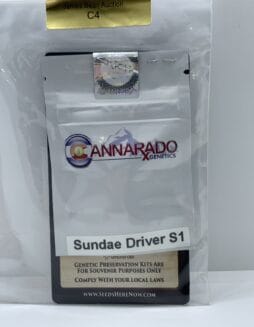 C4
CANNARADO
GENETICS
Sundae Driver S1
GENETIC PRESERVATION KITS ARE
FOR SOUVENIR PURPOSES ONLY
COMPLY WITH YOUR LOCAL LAWS
WWW.SEEDSHERENOW.COM